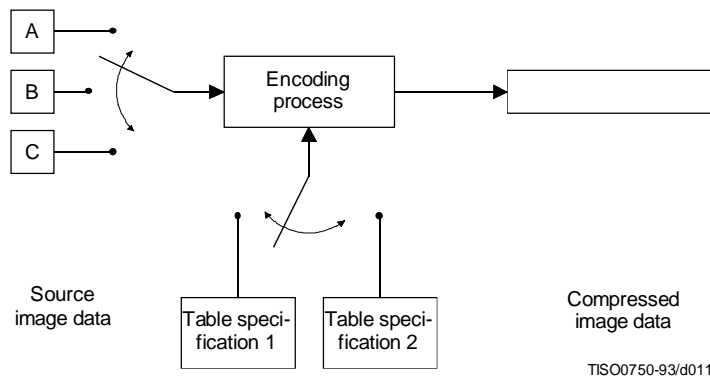 A
B
C
Encoding
process
Source
image data
Table speci-
fication 1
Table speci-
fication 2
Compressed
image data
TISO0750-93/d011